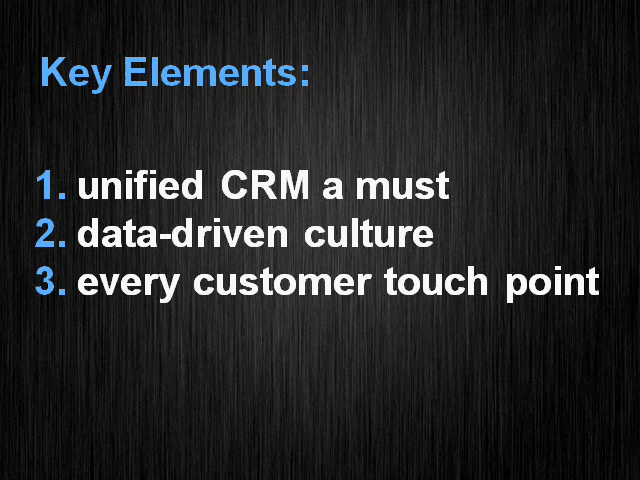 Key Elements:
1. unified CRM a must
2. data-driven culture
3. every customer touch point